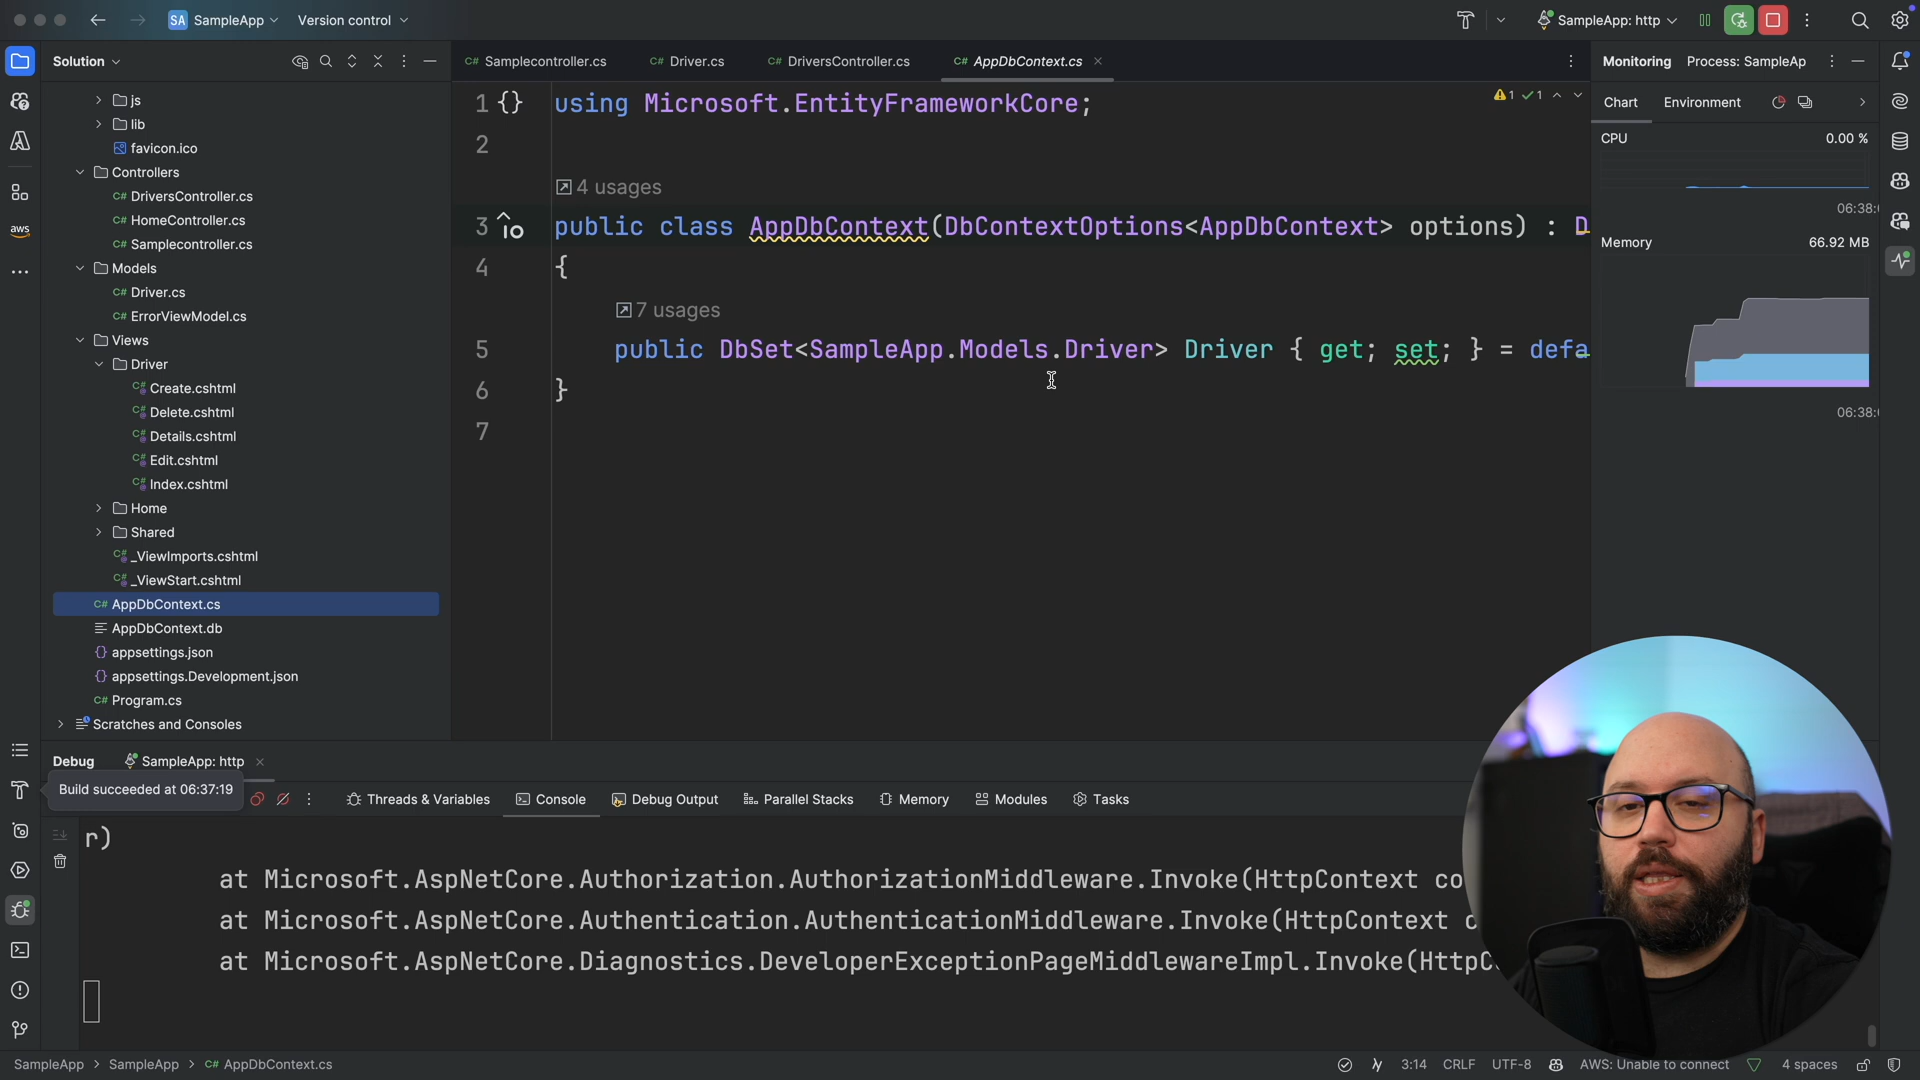 SA SampleApp
Version control
SampleApp: http
Solution
Samplecontroller.cs
Driver.cs
DriversController.cs
AppDbContext.cs
Monitoring Process: SampleAp
js
lib
favicon.ico
Controllers
C# DriversController.cs
C# HomeController.cs
C# Samplecontroller.cs
Models
C# Driver.cs
C# ErrorViewModel.cs
Views
Driver
Create.cshtml
Delete.cshtml
Details.cshtml
Edit.cshtml
Index.cshtml
Home
Shared
_ViewImports.cshtml
_ViewStart.cshtml
C# AppDbContext.cs
AppDbContext.db
{} appsettings.json
{} appsettings.Development.json
C# Program.cs
Scratches and Consoles
1 {} using Microsoft.EntityFrameworkCore;
2
4 usages
3 public class AppDbContext(DbContextOptions<AppDbContext> options) : D
4 {
7 usages
5 public DbSet<SampleApp.Models.Driver> Driver { get; set; } = defa
6 }
7
1 1
Chart Environment
CPU 0.00 %
06:38:
Memory 66.92 MB
06:38:
aws
Debug SampleApp: http
Build succeeded at 06:37:19
Threads & Variables Console Debug Output Parallel Stacks Memory Modules Tasks
r)
at Microsoft.AspNetCore.Authorization.AuthorizationMiddleware.Invoke(HttpContext co
at Microsoft.AspNetCore.Authentication.AuthenticationMiddleware.Invoke(HttpContext c
at Microsoft.AspNetCore.Diagnostics.DeveloperExceptionPageMiddlewareImpl.Invoke(HttpC
SampleApp > SampleApp > C# AppDbContext.cs
3:14 CRLF UTF-8 AWS: Unable to connect 4 spaces